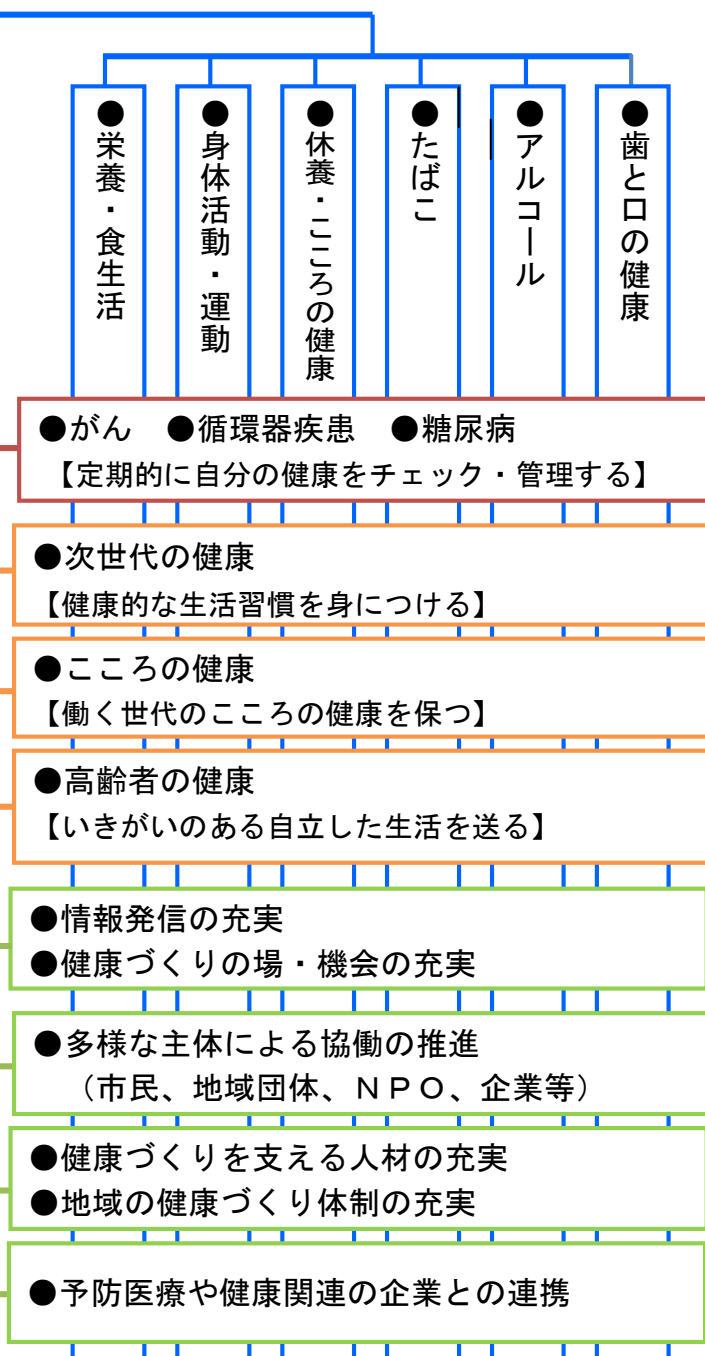 ●栄養・食生活
●身体活動・運動
●休養・こころの健康
●たばこ
●アルコール
●歯と口の健康
●がん　●循環器疾患　●糖尿病
【定期的に自分の健康をチェック・管理する】
●次世代の健康
【健康的な生活習慣を身につける】
●こころの健康
【働く世代のこころの健康を保つ】
●高齢者の健康
【いきがいのある自立した生活を送る】
●情報発信の充実
●健康づくりの場・機会の充実
●多様な主体による協働の推進
（市民、地域団体、ＮＰＯ、企業等）
●健康づくりを支える人材の充実
●地域の健康づくり体制の充実
●予防医療や健康関連の企業との連携